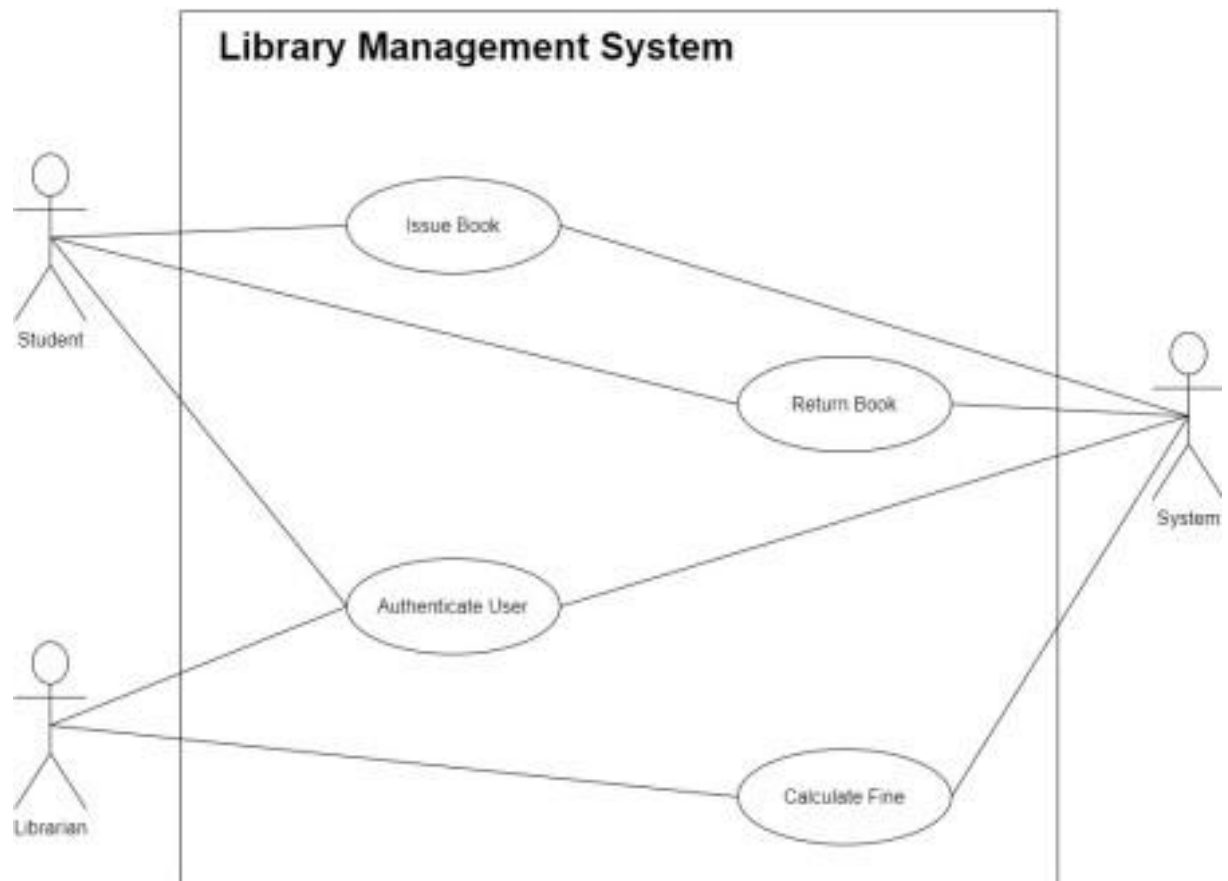 Library Management System
Issue Book
Student
Return Book
System
Authenticate User
Calculate Fine
Librarian